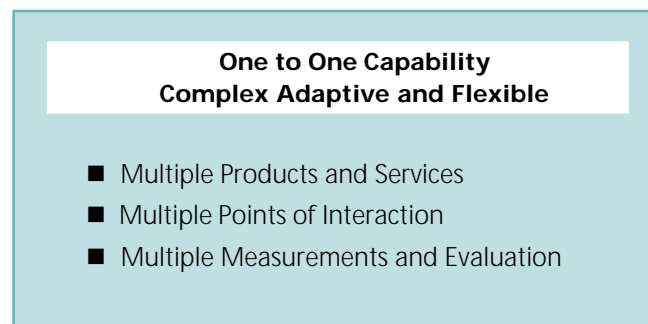 One to One Capability
Complex Adaptive and Flexible
■ Multiple Products and Services
■ Multiple Points of Interaction
■ Multiple Measurements and Evaluation